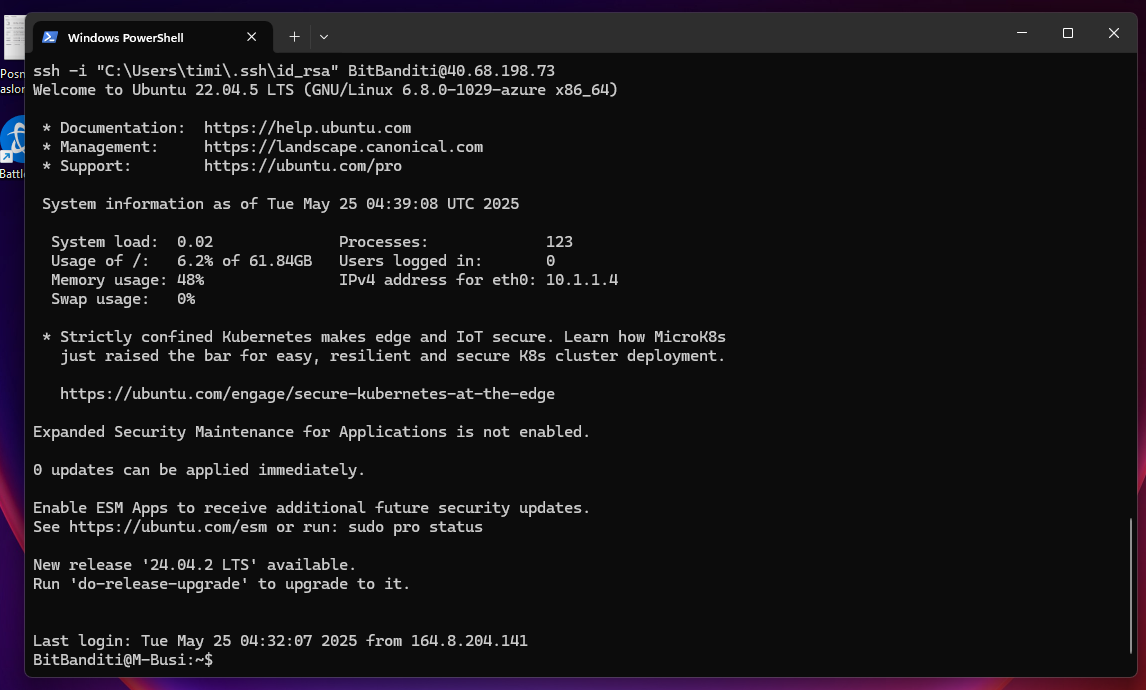 Windows PowerShell
Posn
aslon
Battle
ssh -i "C:\Users\timi\.ssh\id_rsa" BitBanditi@40.68.198.73
Welcome to Ubuntu 22.04.5 LTS (GNU/Linux 6.8.0-1029-azure x86_64)
* Documentation: https://help.ubuntu.com
* Management: https://landscape.canonical.com
* Support: https://ubuntu.com/pro
System information as of Tue May 25 04:39:08 UTC 2025
System load: 0.02 Processes: 123
Usage of /: 6.2% of 61.84GB Users logged in: 0
Memory usage: 48% IPv4 address for eth0: 10.1.1.4
Swap usage: 0%
* Strictly confined Kubernetes makes edge and IoT secure. Learn how MicroK8s
just raised the bar for easy, resilient and secure K8s cluster deployment.
https://ubuntu.com/engage/secure-kubernetes-at-the-edge
Expanded Security Maintenance for Applications is not enabled.
0 updates can be applied immediately.
Enable ESM Apps to receive additional future security updates.
See https://ubuntu.com/esm or run: sudo pro status
New release '24.04.2 LTS' available.
Run 'do-release-upgrade' to upgrade to it.
Last login: Tue May 25 04:32:07 2025 from 164.8.204.141
BitBanditi@M-Busi:~$